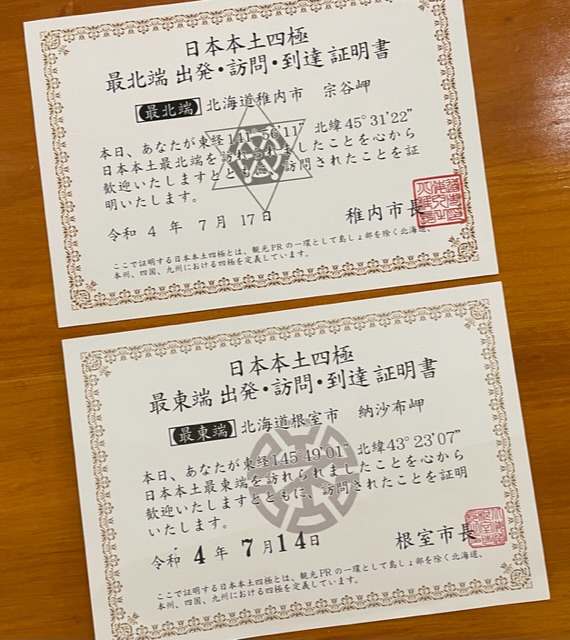 日本本土四極
最北端 出発・訪問・到達 証明書
【最北端】北海道稚内市 宗谷岬
本日、あなたが東経141°56′11″ 北緯45°31′22″
日本本土最北端を訪れられましたことを心から
歓迎いたしますとともに、訪問されたことを証
明いたします。
令和 4 年 7 月 17日
稚内市長
ここで証明する日本本土四極とは、観光PRの一環として島しょ部を除く北海道、
本州、四国、九州における四極を定義しています。
日本本土四極
最東端 出発・訪問・到達 証明書
【最東端】北海道根室市 納沙布岬
本日、あなたが東経145°49′01″ 北緯43°23′07″
日本本土最東端を訪れられましたことを心から
歓迎いたしますとともに、訪問されたことを証明
いたします。
令和 4 年 7 月 14 日
根室市長
ここで証明する日本本土四極とは、観光PRの一環として島しょ部を除く北海道、
本州、四国、九州における四極を定義しています。